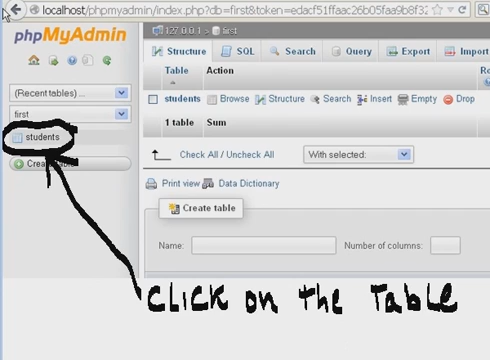 localhost/phpmyadmin/index.php?db=first&token=edacf51ffaac26b05faa9b8f32
phpMyAdmin
127.0.0.1 » first
Structure SQL Search Query Export Import
Table Action
students Browse Structure Search Insert Empty Drop
1 table Sum
Check All / Uncheck All With selected:
Print view Data Dictionary
Create table
Name: Number of columns:
(Recent tables) ...
first
students
Create table
CLICK on THE TABLE